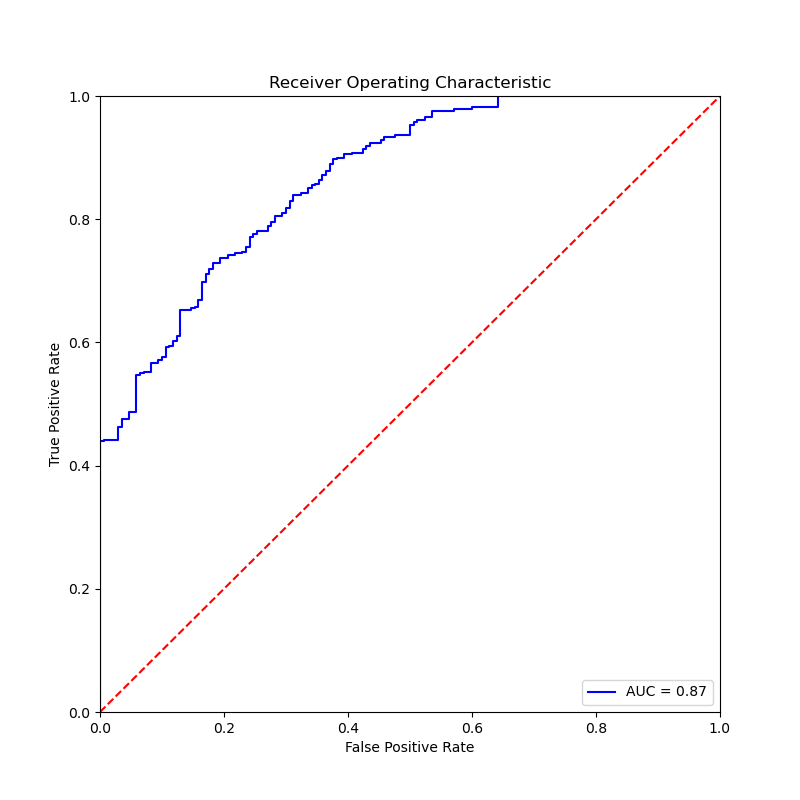 Receiver Operating Characteristic
True Positive Rate
1.0
0.8
0.6
0.4
0.2
0.0
AUC = 0.87
0.0 0.2 0.4 0.6 0.8 1.0
False Positive Rate